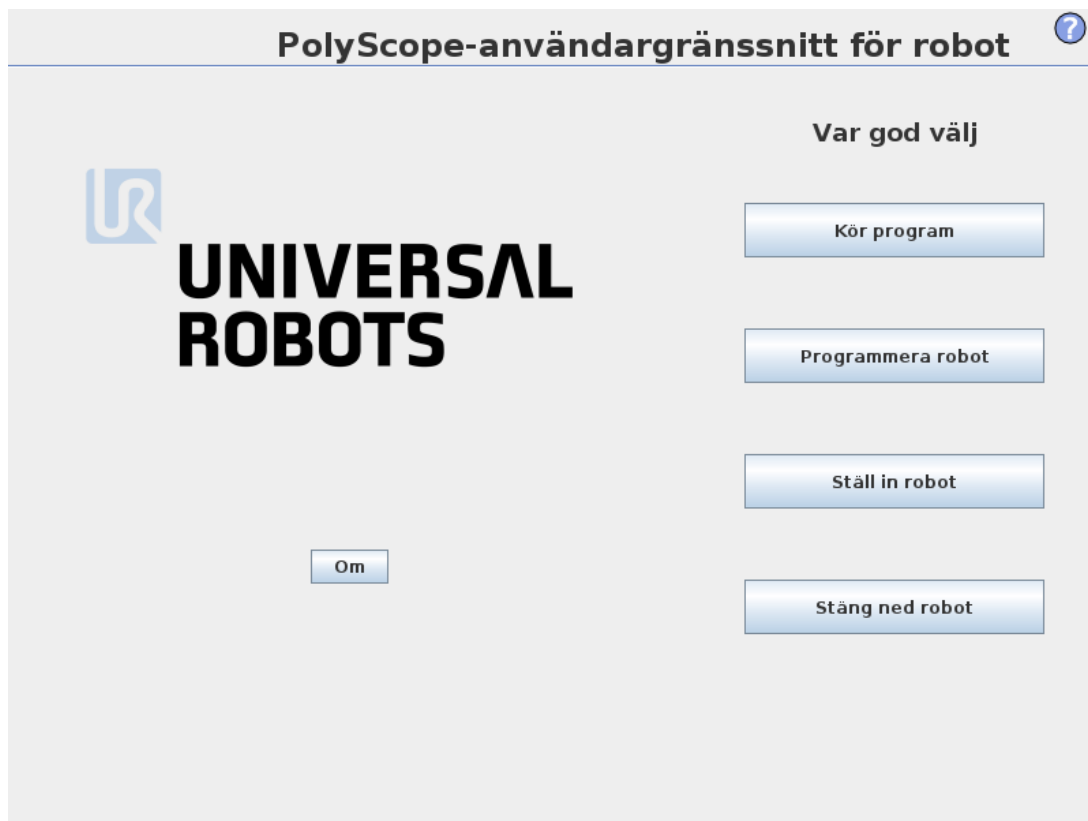 PolyScope-användargränssnitt för robot
?
Var god välj
UR
UNIVERSAL
ROBOTS
Kör program
Programmera robot
Ställ in robot
Om
Stäng ned robot